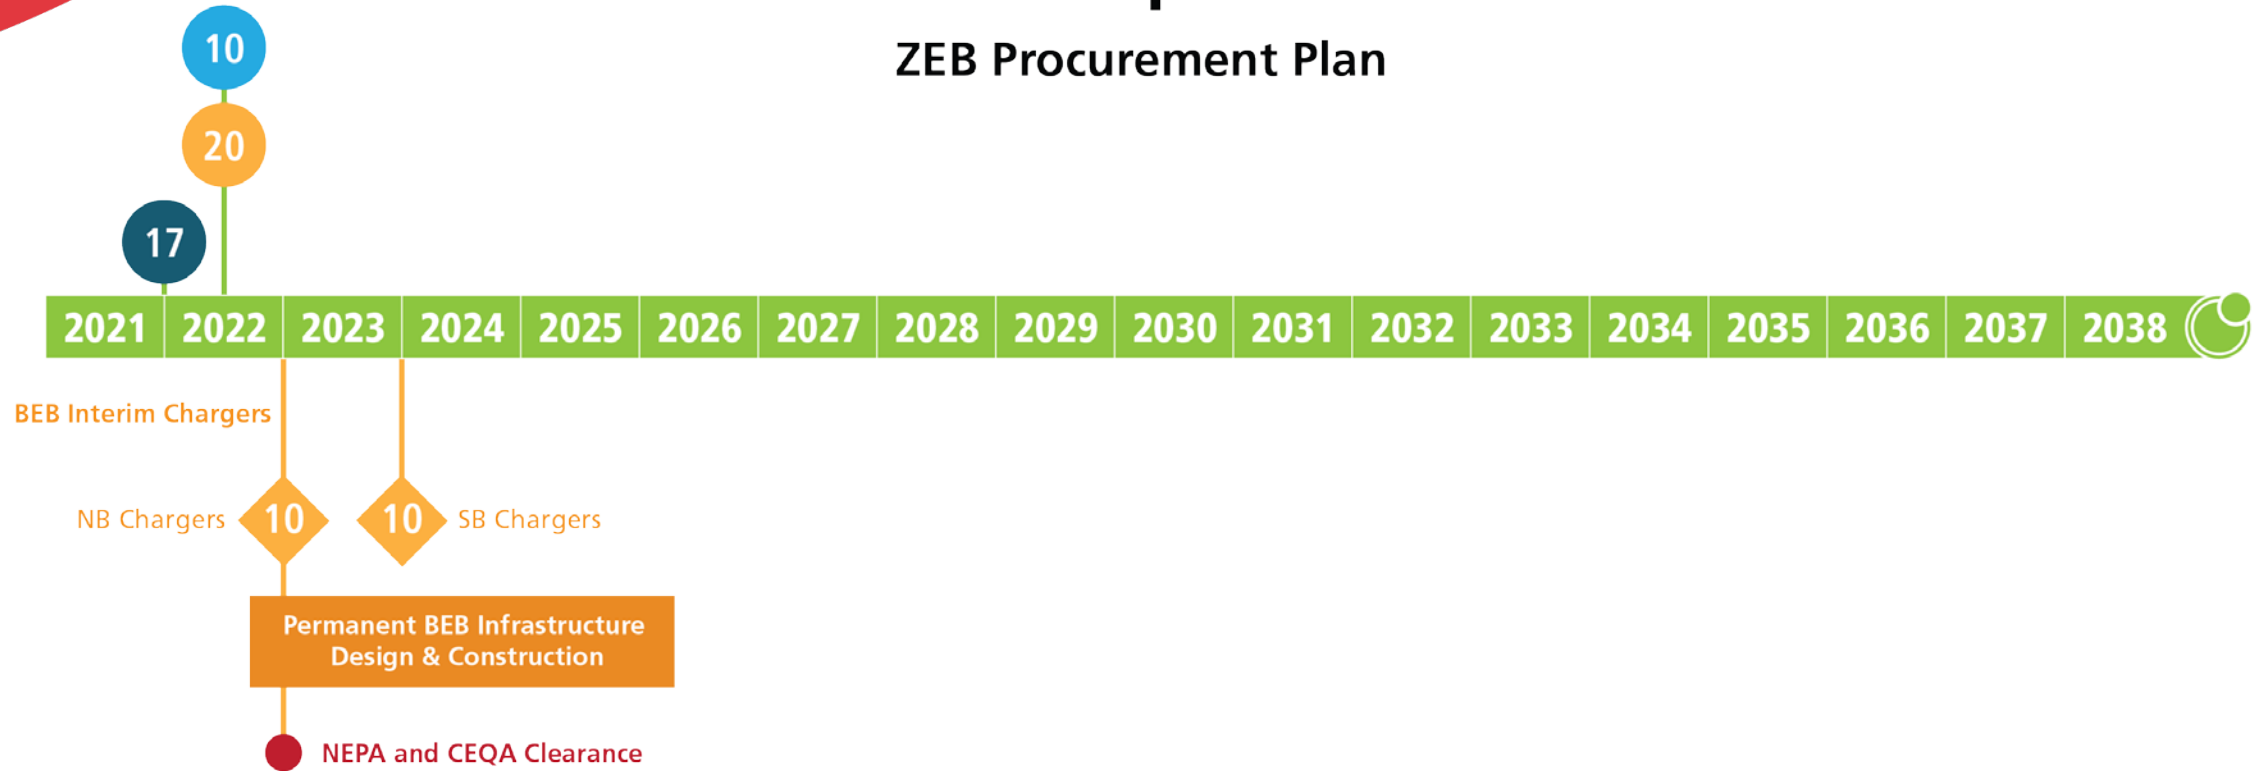 ZEB Procurement Plan
10
20
17
2021 2022 2023 2024 2025 2026 2027 2028 2029 2030 2031 2032 2033 2034 2035 2036 2037 2038
BEB Interim Chargers
NB Chargers 10 10 SB Chargers
Permanent BEB Infrastructure
Design & Construction
NEPA and CEQA Clearance